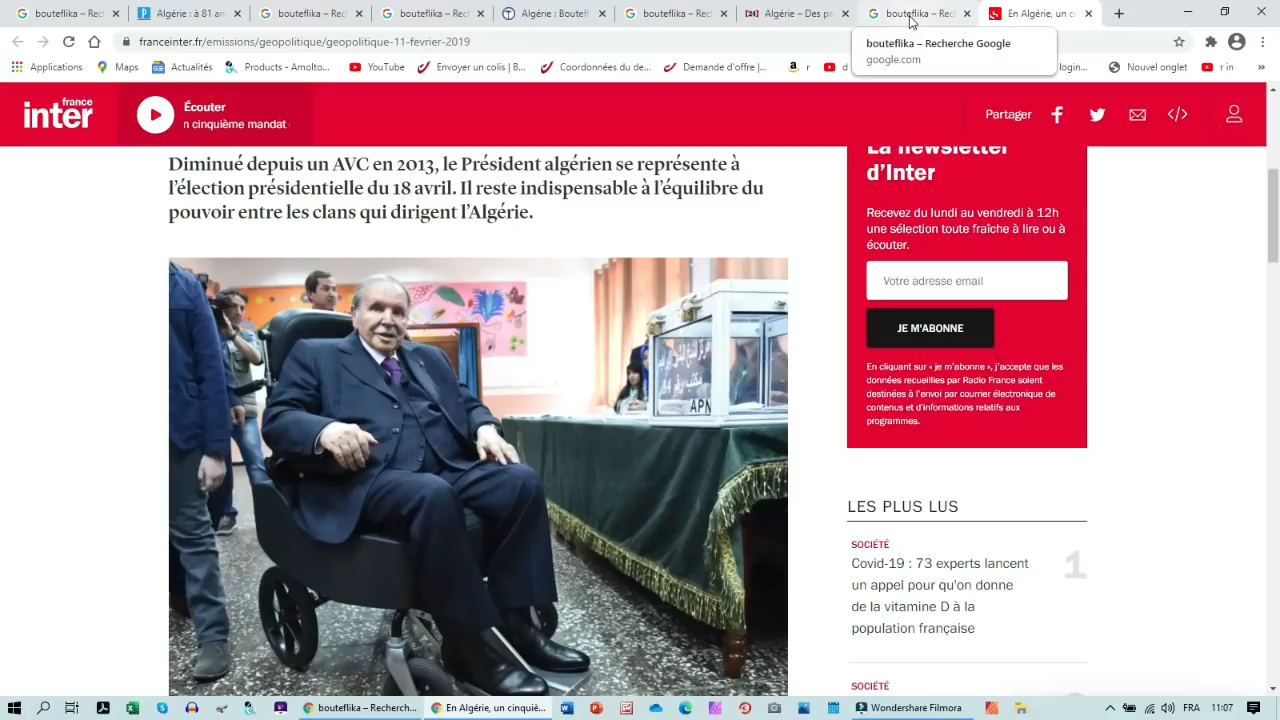 bouteflika – Rec
bouteflika – Rec
Bouteflika : Act
bouteflika – Rec
Algérie – Des pr
bouteflika – Rec
En Algérie, un c
franceinter.fr/emissions/geopolitique/geopolitique-11-fevrier-2019
bouteflika – Recherche Google
google.com
Applications
Gmail
Maps
Actualités
Products - Amolto...
YouTube
Envoyer un colis | B...
Coordonnées du de...
Demande d'offre |...
login...
Nouvel onglet
r in
»
france
inter
Écouter
n cinquième mandat
Partager
Diminué depuis un AVC en 2013, le Président algérien se représente à
l'élection présidentielle du 18 avril. Il reste indispensable à l'équilibre du
pouvoir entre les clans qui dirigent l'Algérie.
APN
La newsletter
d'Inter
Recevez du lundi au vendredi à 12h
une sélection toute fraîche à lire ou à
écouter.
Votre adresse email
JE M'ABONNE
En cliquant sur « je m'abonne », j'accepte que les
données recueillies par Radio France soient
destinées à l'envoi par courrier électronique de
contenus et d'informations relatifs aux
programmes.
LES PLUS LUS
SOCIÉTÉ
Covid-19 : 73 experts lancent
un appel pour qu'on donne
de la vitamine D à la
population française
1
SOCIÉTÉ
bouteflika – Recherch...
En Algérie, un cinquiè...
Wondershare Filmora
FRA
11:07